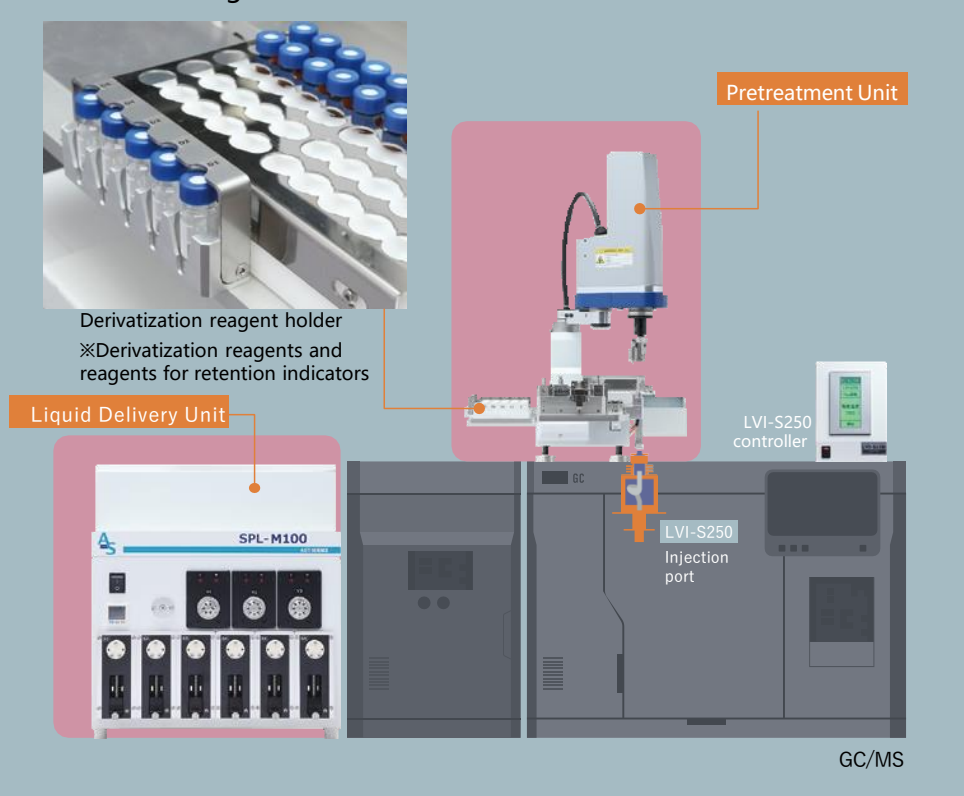 Pretreatment Unit
Derivatization reagent holder
※Derivatization reagents and
reagents for retention indicators
Liquid Delivery Unit
LVI-S250
controller
GC
SPL-M100
LVI-S250
Injection
port
GC/MS